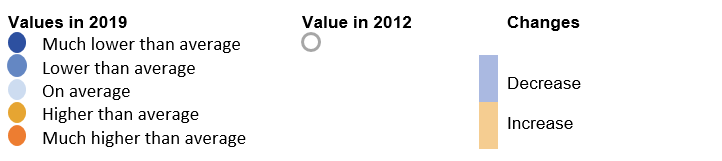 Values in 2019
Much lower than average
Lower than average
On average
Higher than average
Much higher than average
Value in 2012
Changes
Decrease
Increase